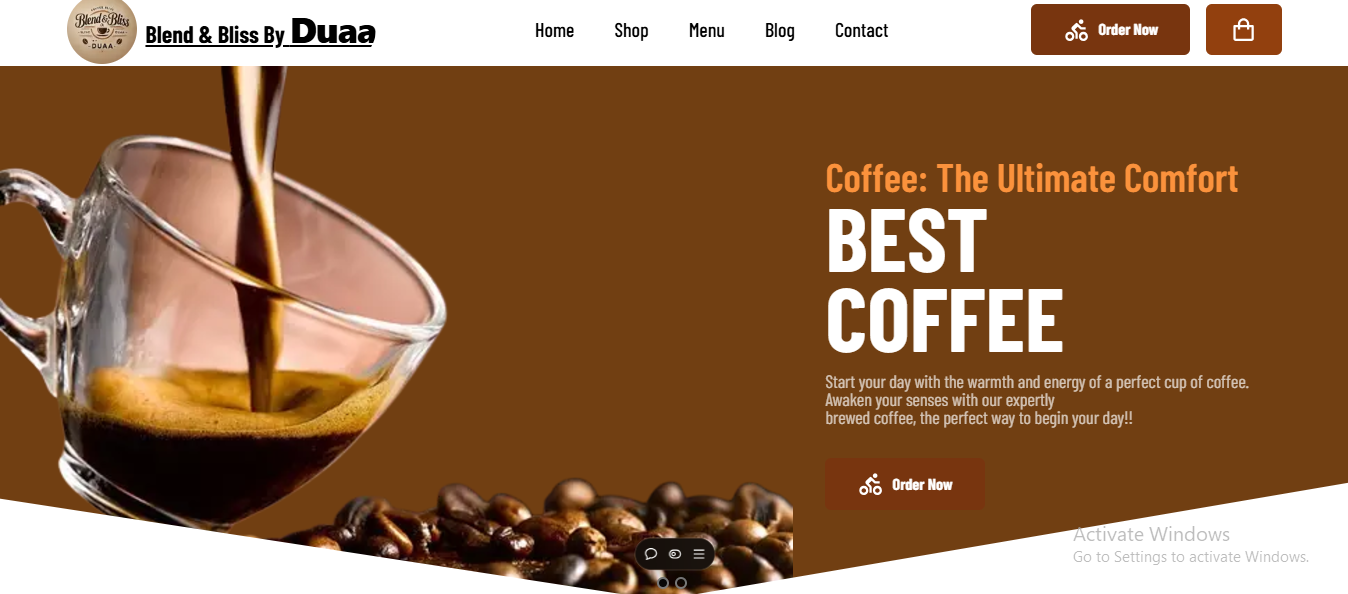 Blend & Bliss
DUAA
Blend & Bliss By Duaa
Home
Shop
Menu
Blog
Contact
Order Now
Coffee: The Ultimate Comfort
BEST
COFFEE
Start your day with the warmth and energy of a perfect cup of coffee.
Awaken your senses with our expertly
brewed coffee, the perfect way to begin your day!!
Order Now
Activate Windows
Go to Settings to activate Windows.